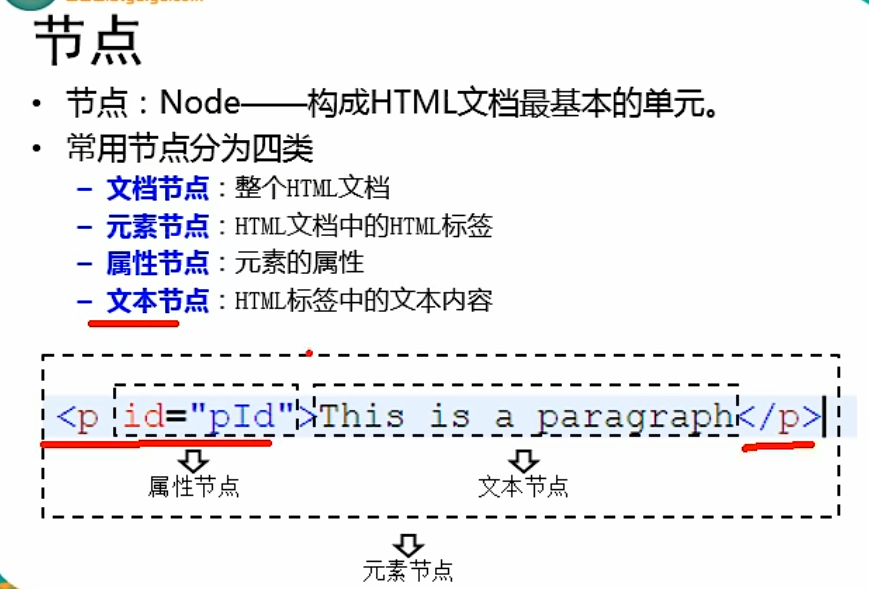 节点
• 节点：Node——构成HTML文档最基本的单元。
• 常用节点分为四类
– 文档节点：整个HTML文档
– 元素节点：HTML文档中的HTML标签
– 属性节点：元素的属性
– 文本节点：HTML标签中的文本内容
<p id="pId">This is a paragraph</p>
属性节点 文本节点
元素节点